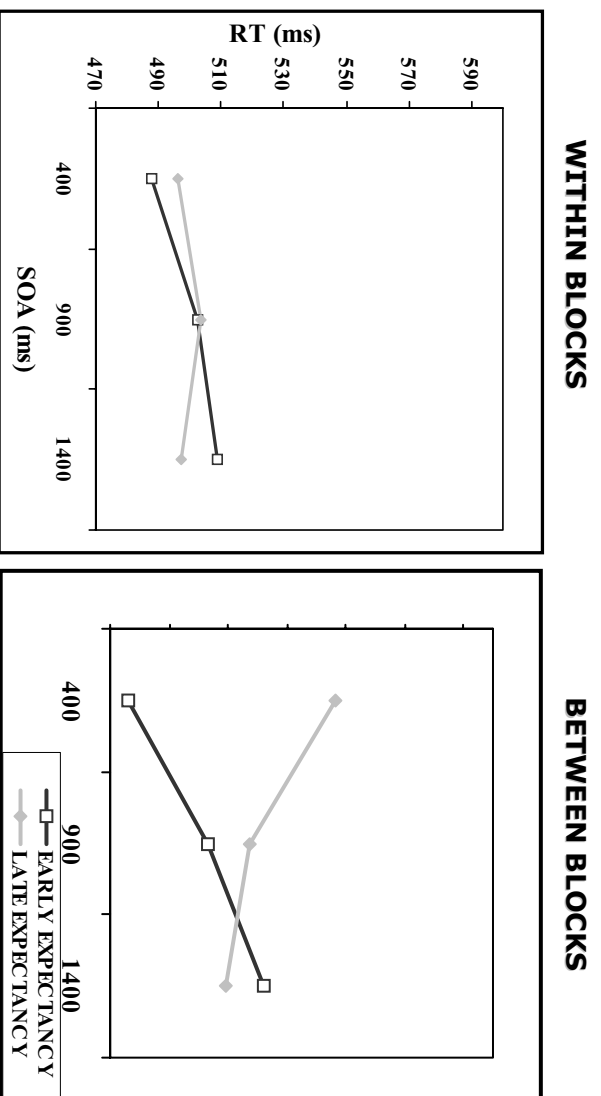 WITHIN BLOCKS
RT (ms)
590
570
550
530
510
490
470
400 900 1400
SOA (ms)
BETWEEN BLOCKS
400 900 1400
EARLY EXPECTANCY
LATE EXPECTANCY